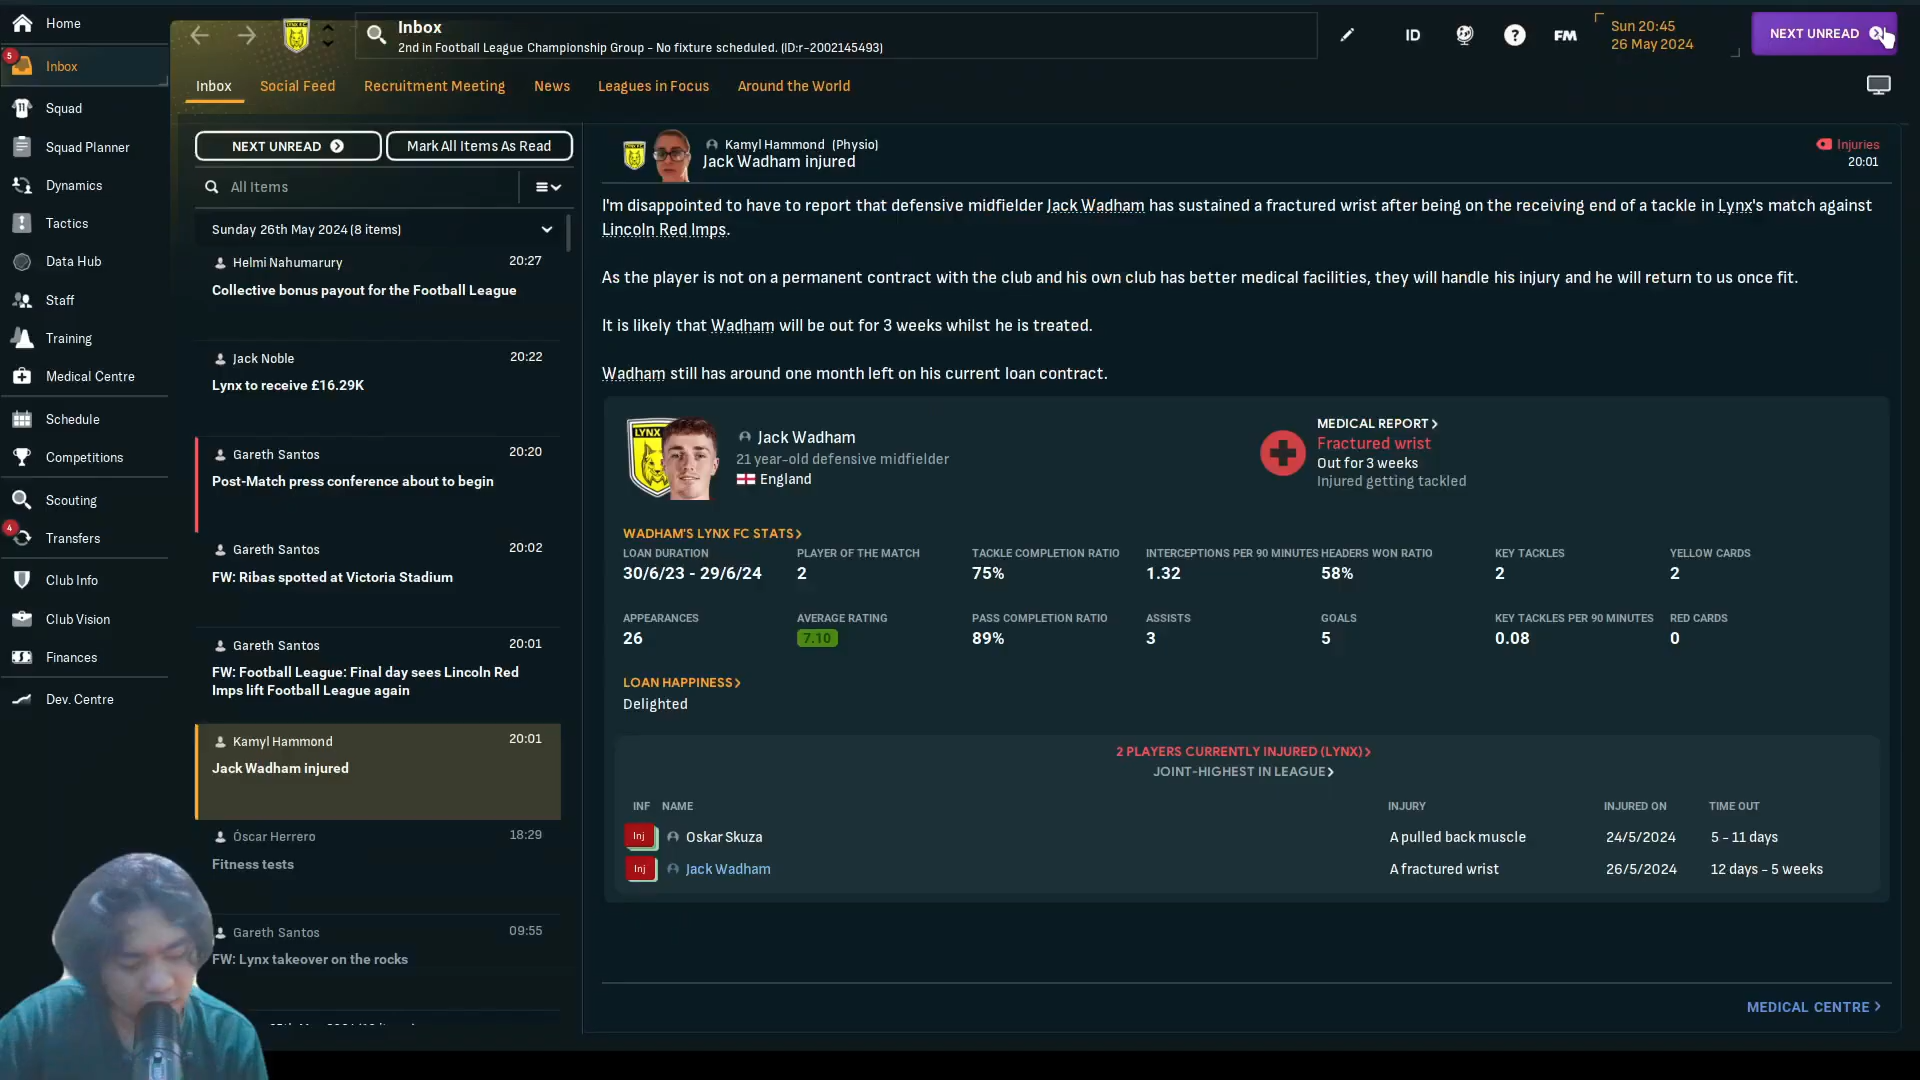 Home
Inbox
2nd in Football League Championship Group - No fixture scheduled. (ID:r-2002145493)
ID
FM
Sun 20:45
26 May 2024
NEXT UNREAD
5
Inbox
Squad
Squad Planner
Dynamics
Tactics
Data Hub
Staff
Training
Medical Centre
Schedule
Competitions
Scouting
4
Transfers
Club Info
Club Vision
Finances
Dev. Centre
Inbox
Social Feed
Recruitment Meeting
News
Leagues in Focus
Around the World
NEXT UNREAD
Mark All Items As Read
All Items
Sunday 26th May 2024 (8 items)
Helmi Nahumarury 20:27
Collective bonus payout for the Football League
Jack Noble 20:22
Lynx to receive £16.29K
Gareth Santos 20:20
Post-Match press conference about to begin
Gareth Santos 20:02
FW: Ribas spotted at Victoria Stadium
Gareth Santos 20:01
FW: Football League: Final day sees Lincoln Red
Imps lift Football League again
Kamyl Hammond 20:01
Jack Wadham injured
Óscar Herrero 18:29
Fitness tests
Gareth Santos 09:55
FW: Lynx takeover on the rocks
Kamyl Hammond (Physio)
Jack Wadham injured
Injuries
20:01
I'm disappointed to have to report that defensive midfielder Jack Wadham has sustained a fractured wrist after being on the receiving end of a tackle in Lynx's match against
Lincoln Red Imps.
As the player is not on a permanent contract with the club and his own club has better medical facilities, they will handle his injury and he will return to us once fit.
It is likely that Wadham will be out for 3 weeks whilst he is treated.
Wadham still has around one month left on his current loan contract.
LYNX
Jack Wadham
21 year-old defensive midfielder
England
MEDICAL REPORT
Fractured wrist
Out for 3 weeks
Injured getting tackled
WADHAM'S LYNX FC STATS
LOAN DURATION PLAYER OF THE MATCH TACKLE COMPLETION RATIO INTERCEPTIONS PER 90 MINUTES HEADERS WON RATIO KEY TACKLES YELLOW CARDS
30/6/23 - 29/6/24 2 75% 1.32 58% 2 2
APPEARANCES AVERAGE RATING PASS COMPLETION RATIO ASSISTS GOALS KEY TACKLES PER 90 MINUTES RED CARDS
26 7.10 89% 3 5 0.08 0
LOAN HAPPINESS
Delighted
2 PLAYERS CURRENTLY INJURED (LYNX)
JOINT-HIGHEST IN LEAGUE
INF NAME INJURY INJURED ON TIME OUT
Inj Oskar Skuza A pulled back muscle 24/5/2024 5 - 11 days
Inj Jack Wadham A fractured wrist 26/5/2024 12 days - 5 weeks
MEDICAL CENTRE